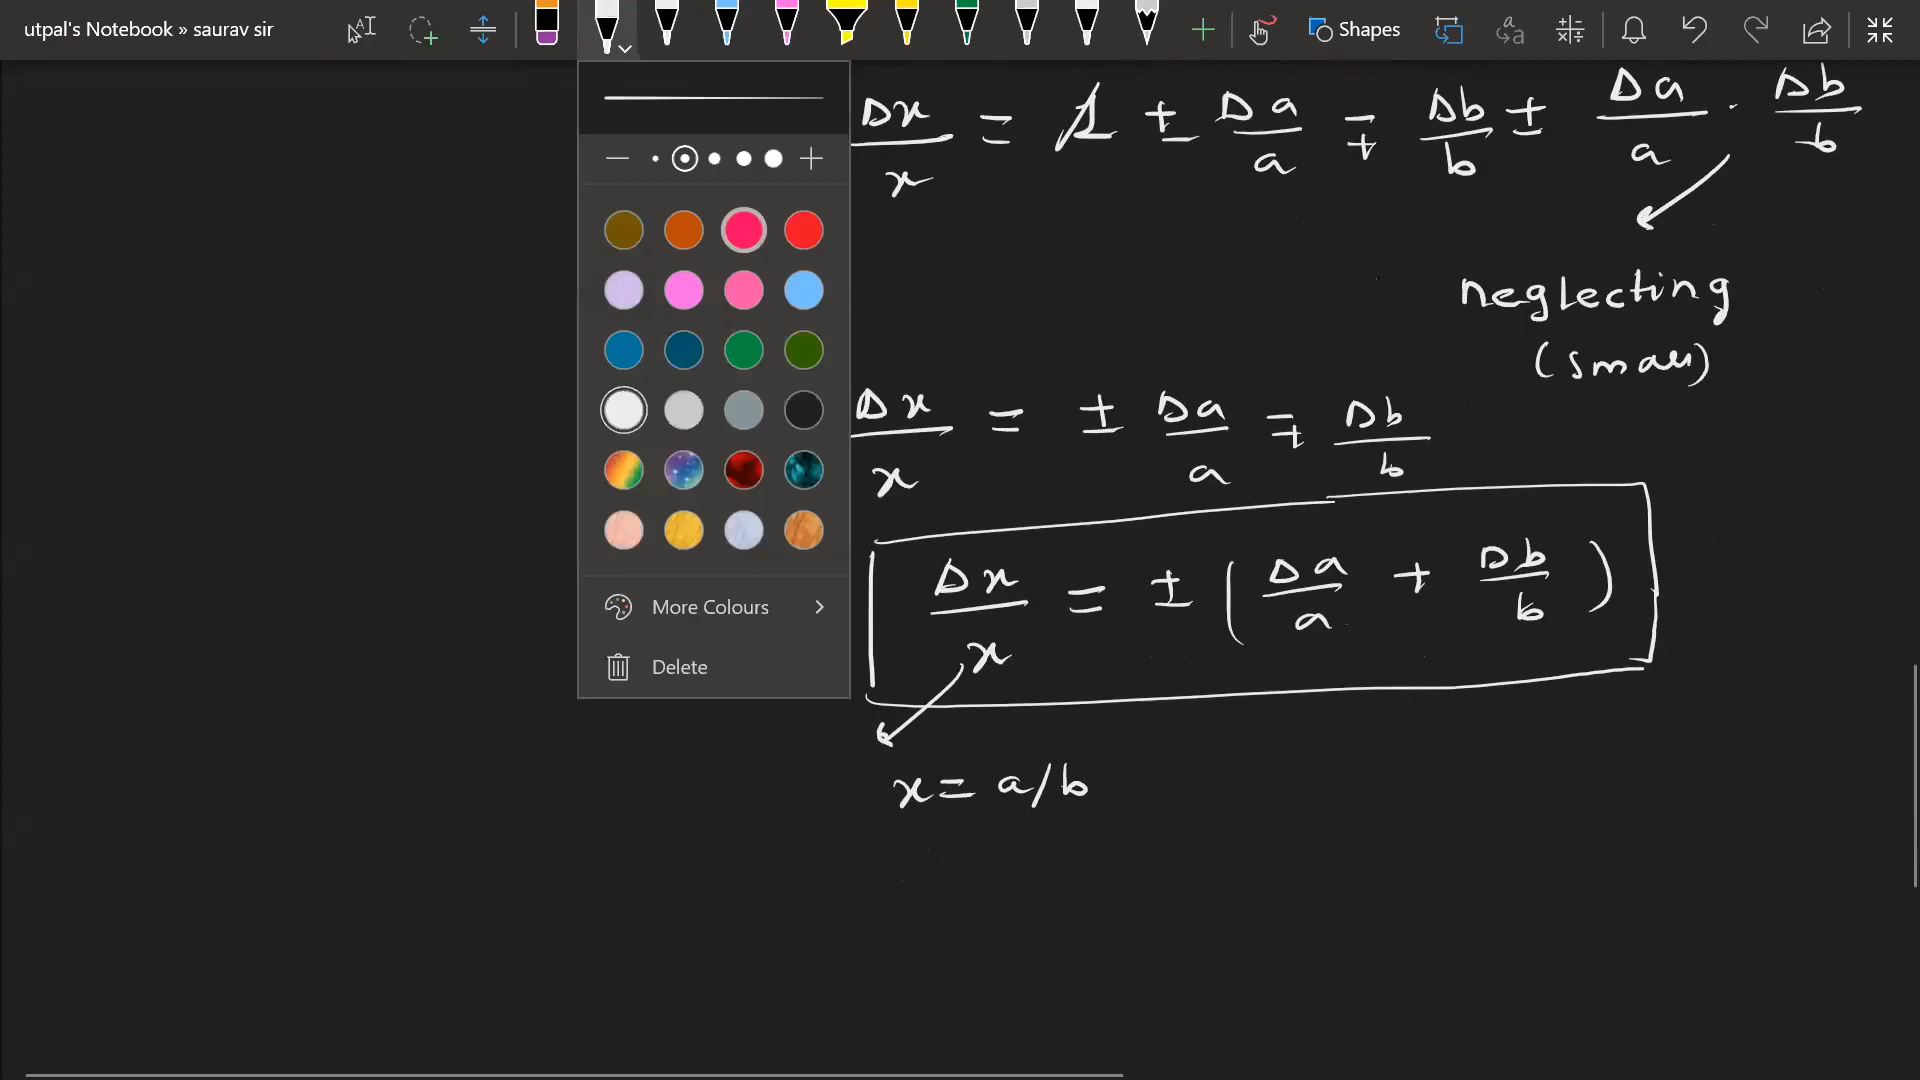 utpal's Notebook » saurav sir
Shapes
Δx/x = 1 ± Δa/a ∓ Δb/b ± Δa/a · Δb/b
neglecting
(small)
Δx/x = ± Δa/a ∓ Δb/b
Δx/x = ± (Δa/a + Δb/b)
x = a/b
More Colours
Delete